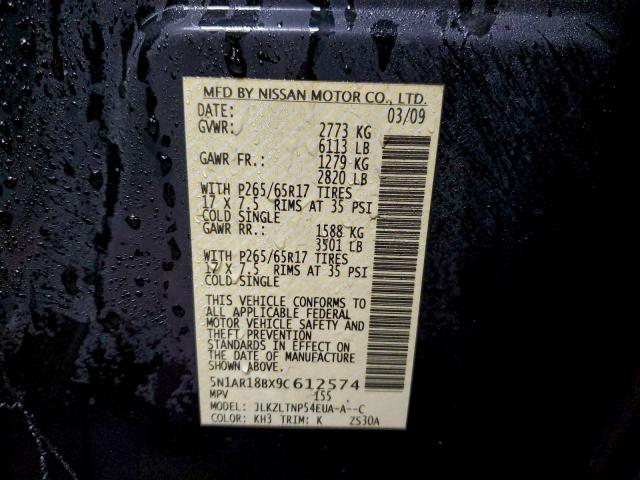 MFD BY NISSAN MOTOR CO., LTD.
DATE: 03/09
GVWR: 2773 KG
6113 LB
GAWR FR.: 1279 KG
2820 LB
WITH P265/65R17 TIRES
17 X 7.5 RIMS AT 35 PSI
COLD SINGLE
GAWR RR.: 1588 KG
3501 LB
WITH P265/65R17 TIRES
17 X 7.5 RIMS AT 35 PSI
COLD SINGLE
THIS VEHICLE CONFORMS TO
ALL APPLICABLE FEDERAL
MOTOR VEHICLE SAFETY AND
THEFT PREVENTION
STANDARDS IN EFFECT ON
THE DATE OF MANUFACTURE
SHOWN ABOVE.
5N1AR18BX9C612574
MPV 155
MODEL: JLKZLTNP54EUA-A--C
COLOR: KH3 TRIM: K ZS30A